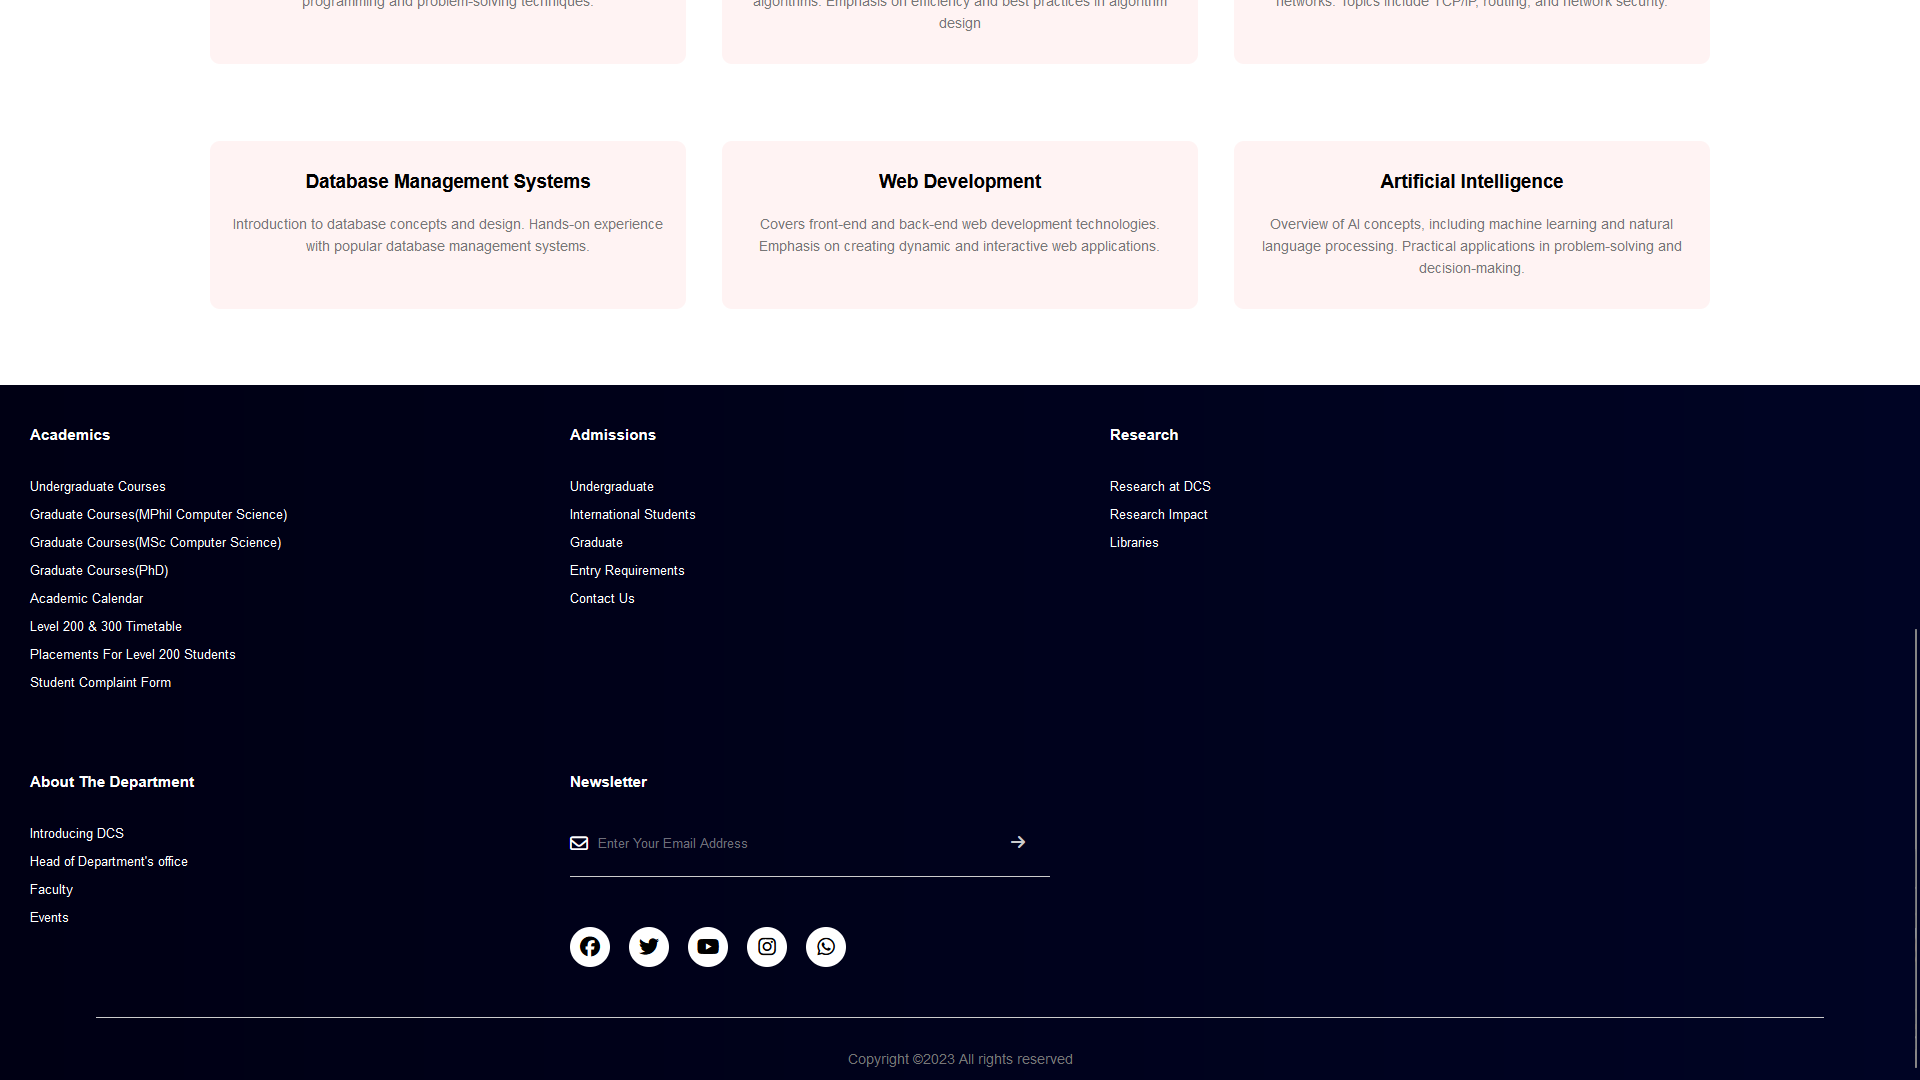 programming and problem-solving techniques.
algorithms. Emphasis on efficiency and best practices in algorithm
design
networks. Topics include TCP/IP, routing, and network security.
Database Management Systems
Introduction to database concepts and design. Hands-on experience
with popular database management systems.
Web Development
Covers front-end and back-end web development technologies.
Emphasis on creating dynamic and interactive web applications.
Artificial Intelligence
Overview of AI concepts, including machine learning and natural
language processing. Practical applications in problem-solving and
decision-making.
Academics
Undergraduate Courses
Graduate Courses(MPhil Computer Science)
Graduate Courses(MSc Computer Science)
Graduate Courses(PhD)
Academic Calendar
Level 200 & 300 Timetable
Placements For Level 200 Students
Student Complaint Form
Admissions
Undergraduate
International Students
Graduate
Entry Requirements
Contact Us
Research
Research at DCS
Research Impact
Libraries
About The Department
Introducing DCS
Head of Department's office
Faculty
Events
Newsletter
Enter Your Email Address
Copyright ©2023 All rights reserved